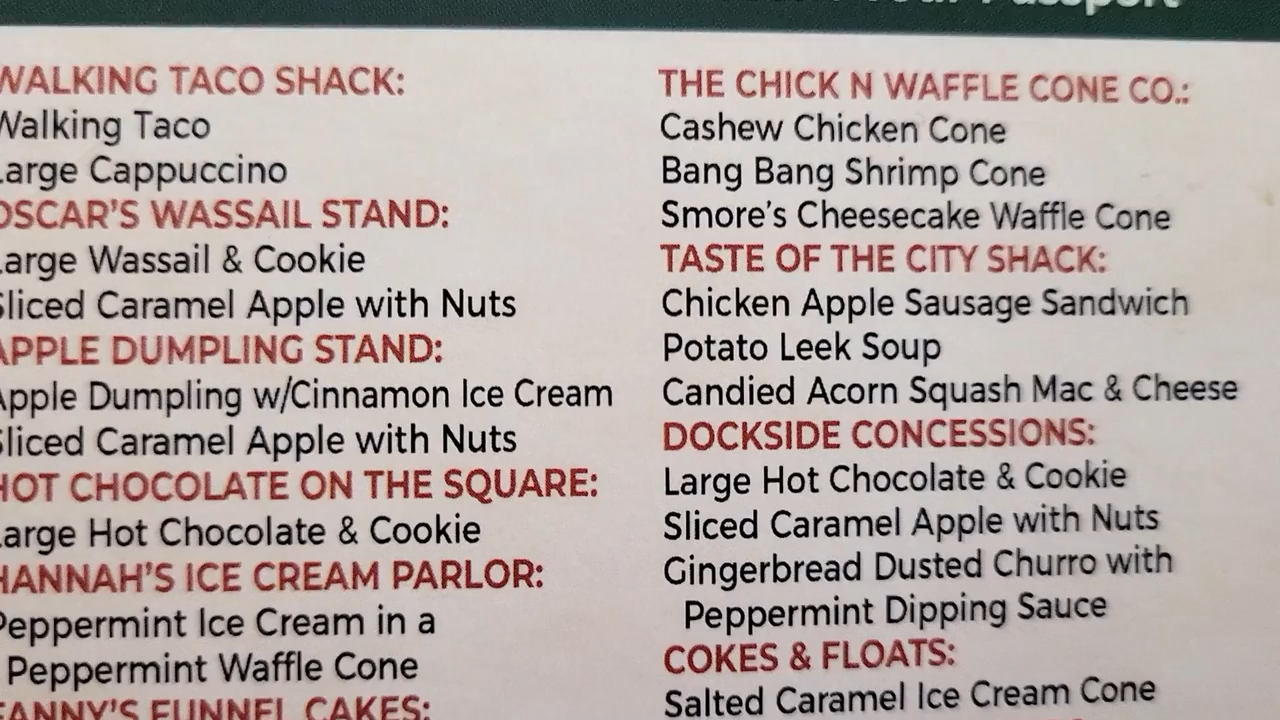 Your Passport
WALKING TACO SHACK:
Walking Taco
Large Cappuccino
OSCAR'S WASSAIL STAND:
Large Wassail & Cookie
Sliced Caramel Apple with Nuts
APPLE DUMPLING STAND:
Apple Dumpling w/Cinnamon Ice Cream
Sliced Caramel Apple with Nuts
HOT CHOCOLATE ON THE SQUARE:
Large Hot Chocolate & Cookie
HANNAH'S ICE CREAM PARLOR:
Peppermint Ice Cream in a
Peppermint Waffle Cone
FANNY'S FUNNEL CAKES:
THE CHICK N WAFFLE CONE CO.:
Cashew Chicken Cone
Bang Bang Shrimp Cone
Smore's Cheesecake Waffle Cone
TASTE OF THE CITY SHACK:
Chicken Apple Sausage Sandwich
Potato Leek Soup
Candied Acorn Squash Mac & Cheese
DOCKSIDE CONCESSIONS:
Large Hot Chocolate & Cookie
Sliced Caramel Apple with Nuts
Gingerbread Dusted Churro with
Peppermint Dipping Sauce
COKES & FLOATS:
Salted Caramel Ice Cream Cone